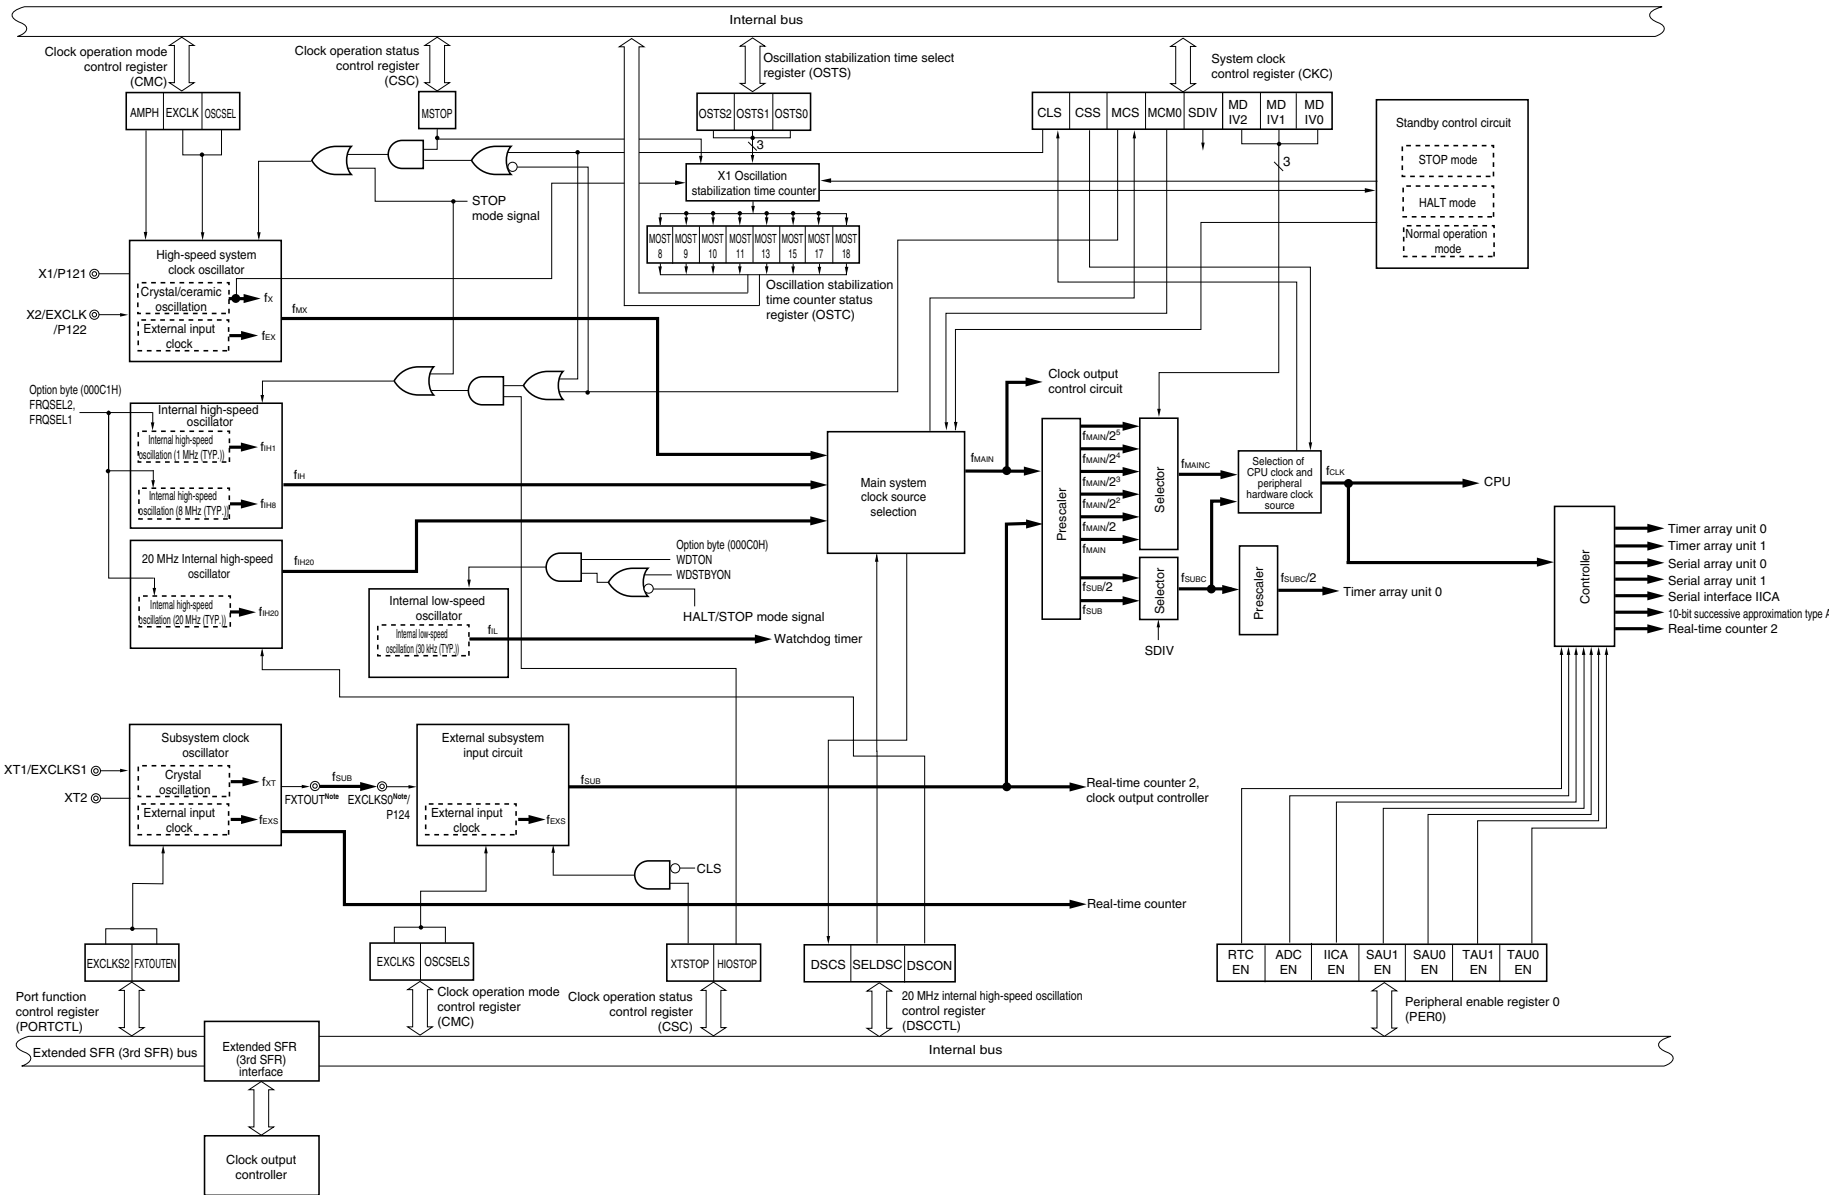 Internal bus
Clock operation mode
control register
(CMC)
Clock operation status
control register
(CSC)
Oscillation stabilization time select
register (OSTS)
System clock
control register (CKC)
AMPH EXCLK OSCSEL
MSTOP
OSTS2 OSTS1 OSTS0
CLS CSS MCS MCM0 SDIV MD IV2 MD IV1 MD IV0
3
3
Standby control circuit
STOP mode
HALT mode
Normal operation
mode
X1 Oscillation
stabilization time counter
STOP
mode signal
MOST 8 MOST 9 MOST 10 MOST 11 MOST 13 MOST 15 MOST 17 MOST 18
Oscillation stabilization
time counter status
register (OSTC)
High-speed system
clock oscillator
X1/P121
Crystal/ceramic
oscillation
fX
X2/EXCLK
/P122
External input
clock
fEX
fMX
Option byte (000C1H)
FRQSEL2,
FRQSEL1
Internal high-speed
oscillator
Internal high-speed
oscillation (1 MHz (TYP.))
fIH1
Internal high-speed
oscillation (8 MHz (TYP.))
fIH8
fIH
20 MHz Internal high-speed
oscillator
Internal high-speed
oscillation (20 MHz (TYP.))
fIH20
fIH20
Clock output
control circuit
Main system
clock source
selection
fMAIN
Prescaler
fMAIN/2⁵
fMAIN/2⁴
fMAIN/2³
fMAIN/2²
fMAIN/2
fMAIN
fSUB/2
fSUB
Selector
fMAINC
Selection of
CPU clock and
peripheral
hardware clock
source
fCLK
CPU
Selector
SDIV
fSUBC
Prescaler
fSUBC/2
Timer array unit 0
Controller
Timer array unit 0
Timer array unit 1
Serial array unit 0
Serial array unit 1
Serial interface IICA
10-bit successive approximation type
Real-time counter 2
Option byte (000C0H)
WDTON
WDSTBYON
HALT/STOP mode signal
Internal low-speed
oscillator
Internal low-speed
oscillation (30 kHz (TYP.))
fIL
Watchdog timer
Subsystem clock
oscillator
XT1/EXCLKS1
XT2
Crystal
oscillation
fXT
External input
clock
fEXS
fSUB
FXTOUTNote
EXCLKS0Note/
P124
External subsystem
input circuit
External input
clock
fEXS
fSUB
Real-time counter 2,
clock output controller
CLS
Real-time counter
EXCLKS2 FXTOUTEN
EXCLKS OSCSELS
XTSTOP HIOSTOP
DSCS SELDSC DSCON
RTC EN ADC EN IICA EN SAU1 EN SAU0 EN TAU1 EN TAU0 EN
Port function
control register
(PORTCTL)
Clock operation mode
control register
(CMC)
Clock operation status
control register
(CSC)
20 MHz internal high-speed oscillation
control register
(DSCCTL)
Peripheral enable register 0
(PER0)
Extended SFR (3rd SFR) bus
Extended SFR
(3rd SFR)
interface
Internal bus
Clock output
controller